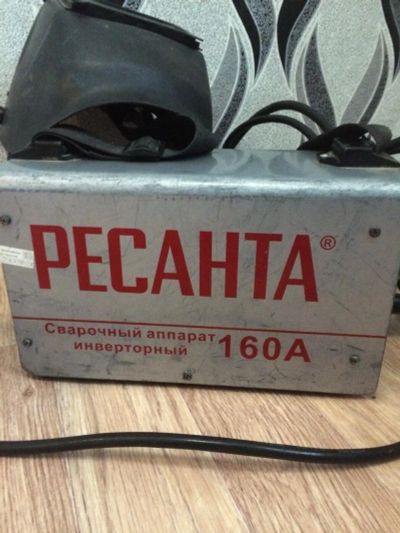 РЕСАНТА®
Сварочный аппарат
инверторный 160А